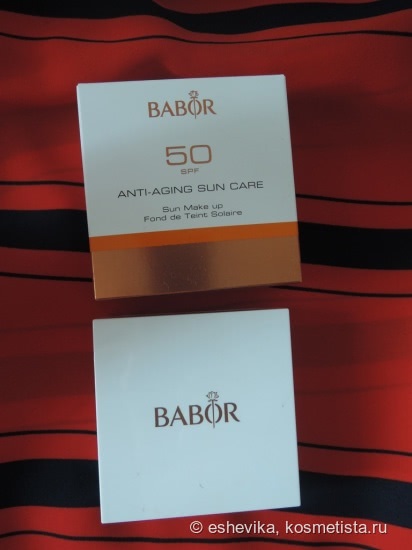 BABOR
50
SPF
ANTI-AGING SUN CARE
Sun Make up
Fond de Teint Solaire
BABOR
© eshevika, kosmetista.ru